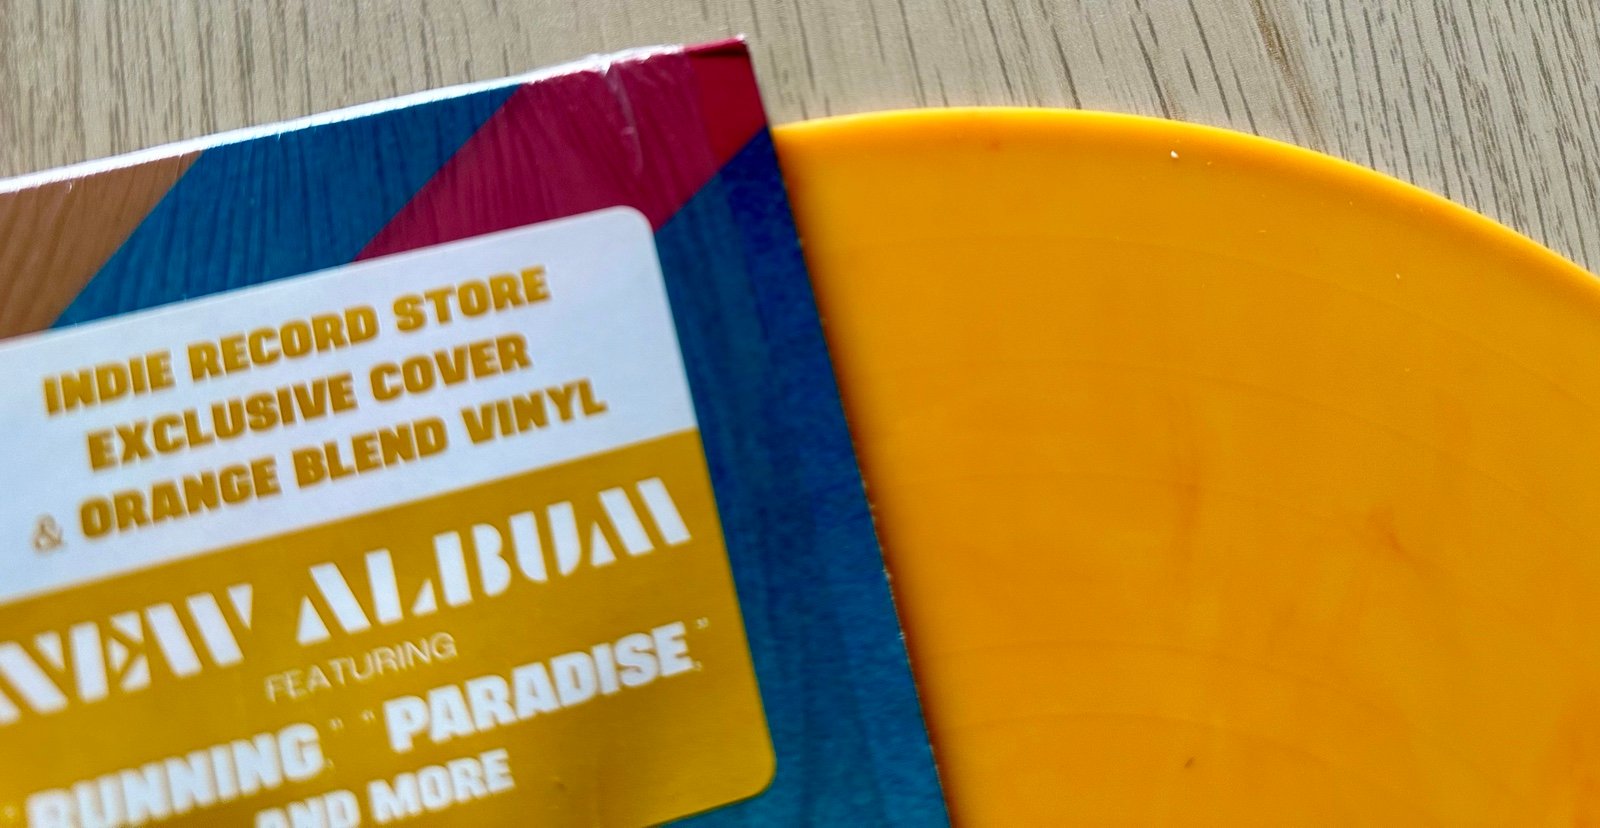 INDIE RECORD STORE
EXCLUSIVE COVER
& ORANGE BLEND VINYL
NEW ALBUM
FEATURING
"RUNNING," "PARADISE,"
AND MORE